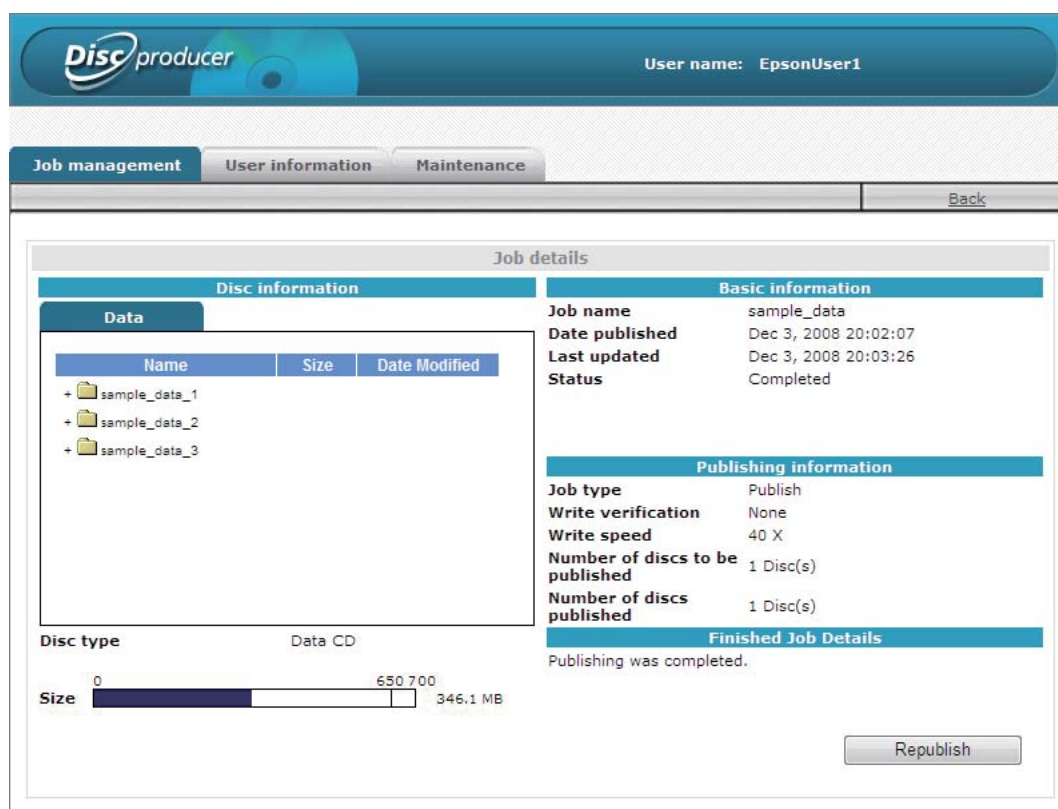 Disc producer
User name: EpsonUser1
Job management User information Maintenance
Back
Job details
Disc information
Data
Name Size Date Modified
+ sample_data_1
+ sample_data_2
+ sample_data_3
Disc type Data CD
0 650 700
Size 346.1 MB
Basic information
Job name sample_data
Date published Dec 3, 2008 20:02:07
Last updated Dec 3, 2008 20:03:26
Status Completed
Publishing information
Job type Publish
Write verification None
Write speed 40 X
Number of discs to be
published 1 Disc(s)
Number of discs
published 1 Disc(s)
Finished Job Details
Publishing was completed.
Republish